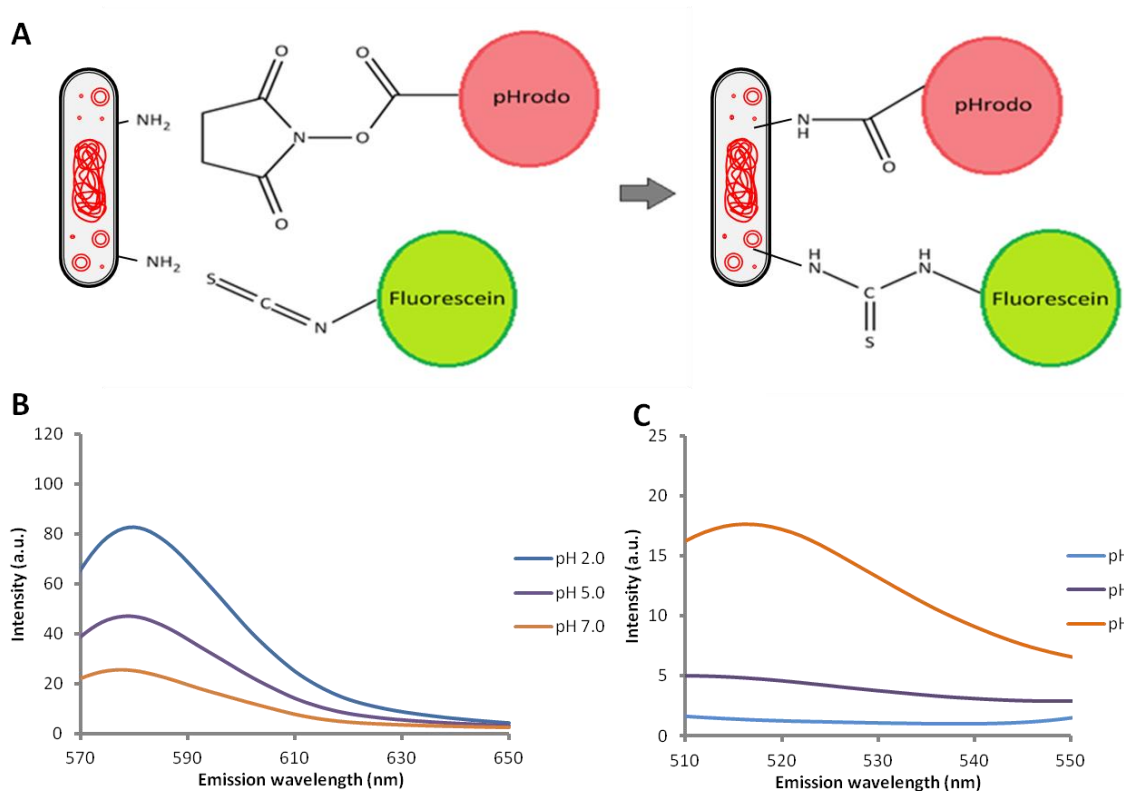 A
NH2
O
O
N
O
O
pHrodo
NH2
S
C
N
Fluorescein
N
H
O
pHrodo
H
N
C
S
H
N
Fluorescein
B
120
100
80
60
40
20
0
Intensity (a.u.)
570
590
610
630
650
Emission wavelength (nm)
pH 2.0
pH 5.0
pH 7.0
C
25
20
15
10
5
0
Intensity (a.u.)
510
520
530
540
550
Emission wavelength (nm)
pH
pH
pH